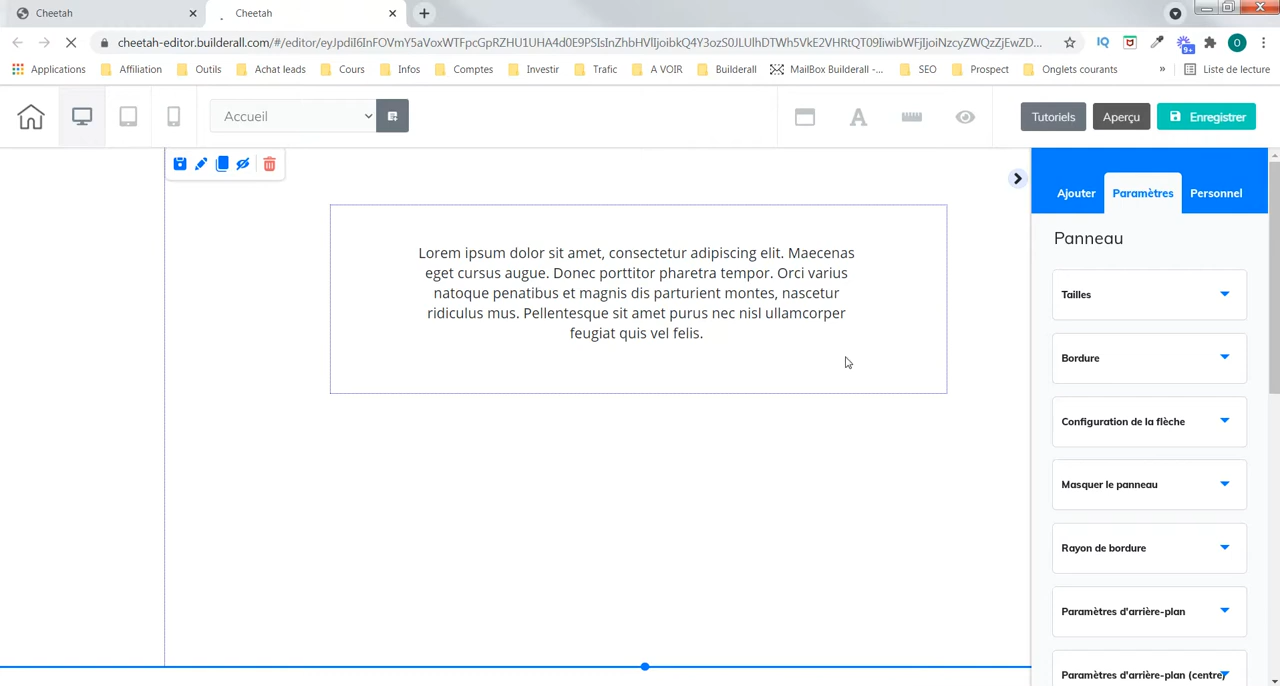 Cheetah
Cheetah
cheetah-editor.builderall.com/#/editor/
Applications
Affiliation
Outils
Achat leads
Cours
Infos
Comptes
Investir
Trafic
A VOIR
Builderall
MailBox Builderall -...
SEO
Prospect
Onglets courants
»
Liste de lecture
IQ
9+
O
Accueil
A
Tutoriels
Aperçu
Enregistrer
Ajouter
Paramètres
Personnel
Panneau
Tailles
Bordure
Configuration de la flèche
Masquer le panneau
Rayon de bordure
Paramètres d'arrière-plan
Paramètres d'arrière-plan (centre)
Lorem ipsum dolor sit amet, consectetur adipiscing elit. Maecenas
eget cursus augue. Donec porttitor pharetra tempor. Orci varius
natoque penatibus et magnis dis parturient montes, nascetur
ridiculus mus. Pellentesque sit amet purus nec nisl ullamcorper
feugiat quis vel felis.